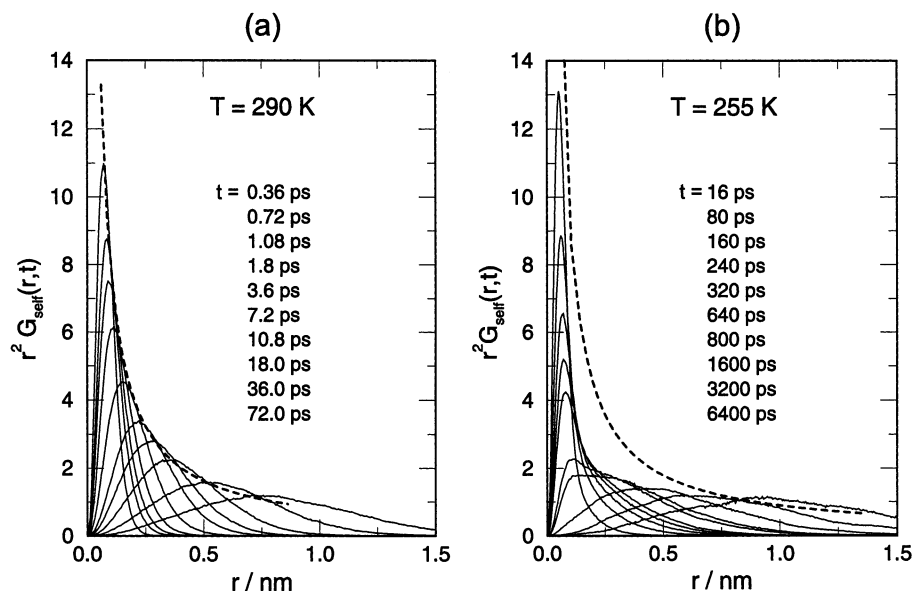 (a)
14
12
10
8
6
4
2
0
r² G_self(r,t)
T = 290 K
t = 0.36 ps
0.72 ps
1.08 ps
1.8 ps
3.6 ps
7.2 ps
10.8 ps
18.0 ps
36.0 ps
72.0 ps
0.0 0.5 1.0 1.5
r / nm
(b)
14
12
10
8
6
4
2
0
r² G_self(r,t)
T = 255 K
t = 16 ps
80 ps
160 ps
240 ps
320 ps
640 ps
800 ps
1600 ps
3200 ps
6400 ps
0.0 0.5 1.0 1.5
r / nm